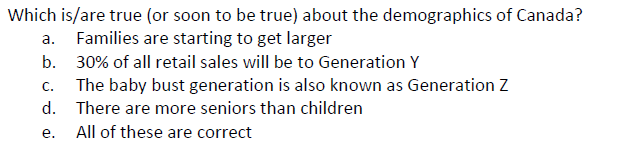 Which is/are true (or soon to be true) about the demographics of Canada?
a. Families are starting to get larger
b. 30% of all retail sales will be to Generation Y
c. The baby bust generation is also known as Generation Z
d. There are more seniors than children
e. All of these are correct